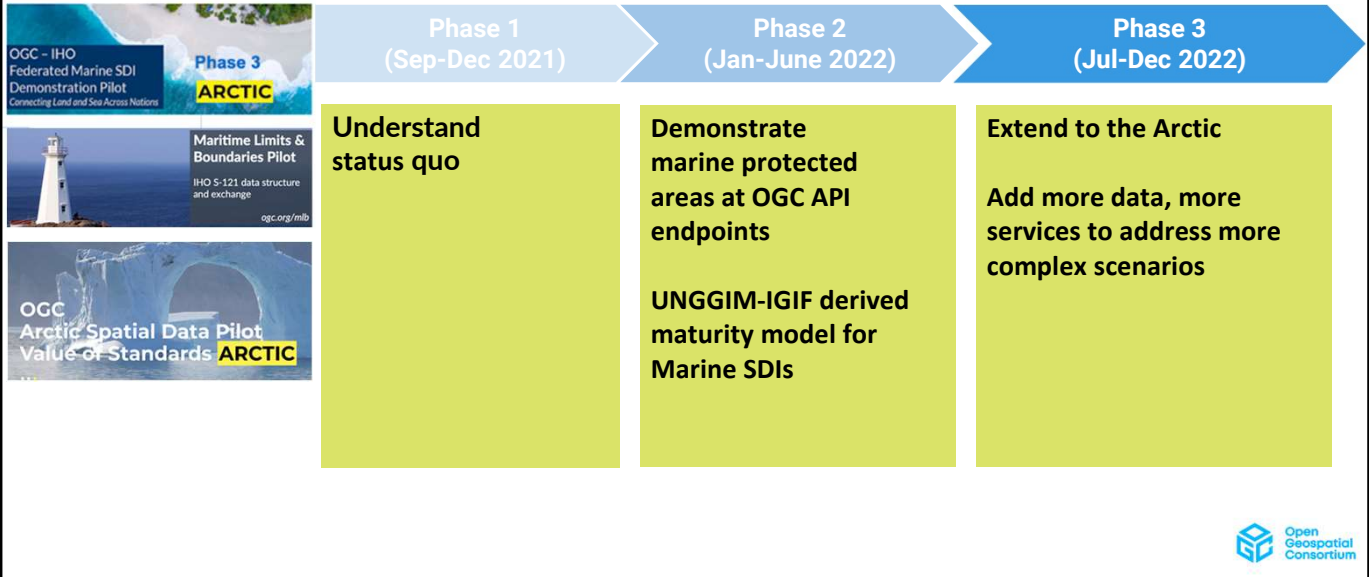 OGC – IHO
Federated Marine SDI
Demonstration Pilot
Connecting Land and Sea Across Nations
Phase 3
ARCTIC
Maritime Limits &
Boundaries Pilot
IHO S-121 data structure
and exchange
ogc.org/mlb
OGC
Arctic Spatial Data Pilot
Value of Standards ARCTIC
Phase 1
(Sep-Dec 2021)
Phase 2
(Jan-June 2022)
Phase 3
(Jul-Dec 2022)
Understand
status quo
Demonstrate
marine protected
areas at OGC API
endpoints
UNGGIM-IGIF derived
maturity model for
Marine SDIs
Extend to the Arctic
Add more data, more
services to address more
complex scenarios
Open
Geospatial
Consortium